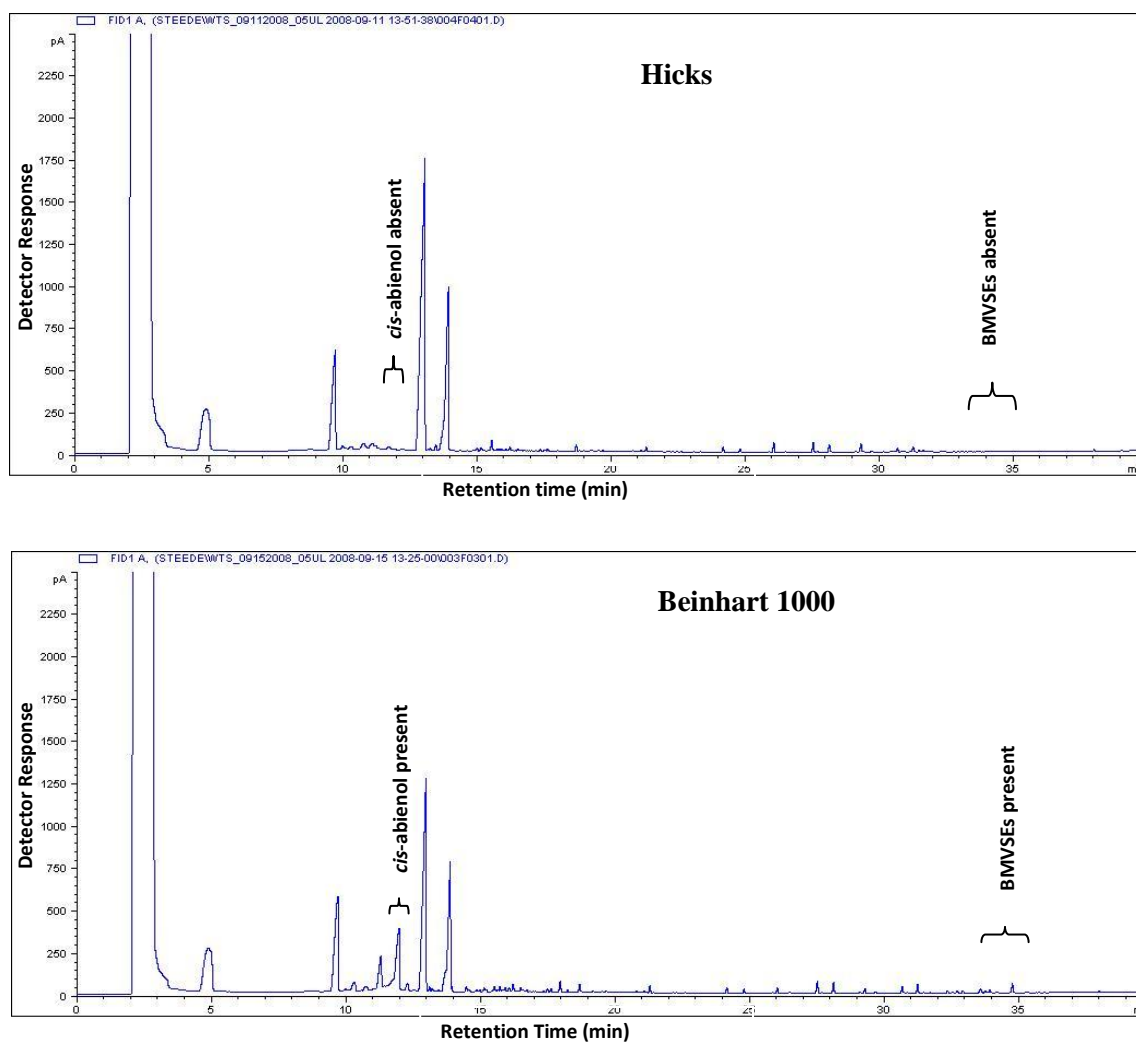 FID1 A, (STEEDE\WTS_09112008_05UL 2008-09-11 13-51-38\004F0401.D)
pA
Hicks
2250
2000
1750
1500
1250
1000
750
500
250
0
Detector Response
cis-abienol absent
BMVSEs absent
0 5 10 15 20 25 30 35 m
Retention time (min)
FID1 A, (STEEDE\WTS_09152008_05UL 2008-09-15 13-25-00\003F0301.D)
pA
Beinhart 1000
2250
2000
1750
1500
1250
1000
750
500
250
0
Detector Response
cis-abienol present
BMVSEs present
0 5 10 15 20 25 30 35 m
Retention Time (min)